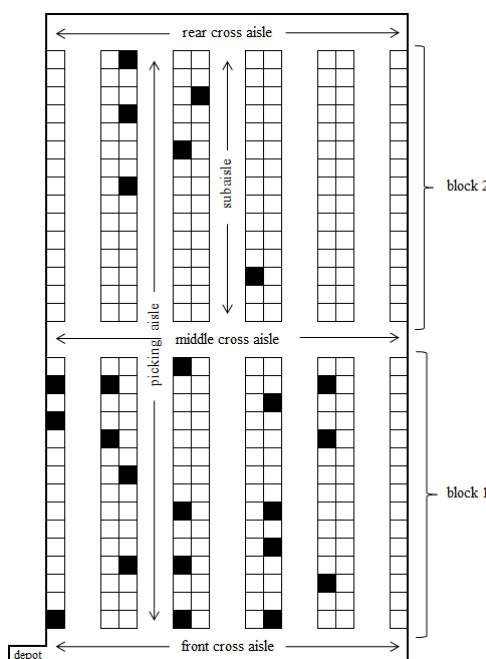 rear cross aisle
subaisle
block 2
picking aisle
middle cross aisle
block 1
front cross aisle
depot